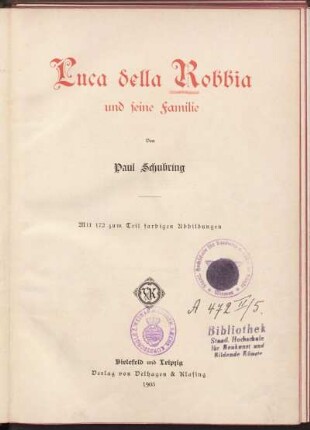 Luca della Robbia
und seine Familie
Von
Paul Schubring
Mit 172 zum Teil farbigen Abbildungen
VK
A 472 II/5.
Bibliothek
Staatl. Hochschule
für Baukunst und
Bildende Künste
Bielefeld und Leipzig
Verlag von Velhagen & Klasing
1905